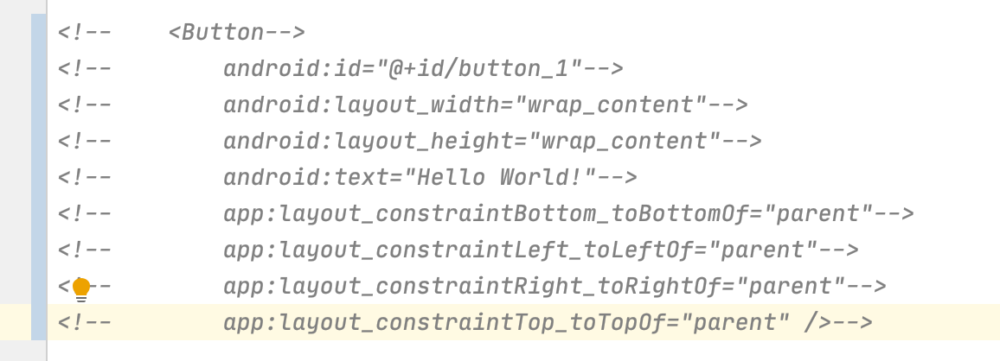 <!--    <Button-->
<!--        android:id="@+id/button_1"-->
<!--        android:layout_width="wrap_content"-->
<!--        android:layout_height="wrap_content"-->
<!--        android:text="Hello World!"-->
<!--        app:layout_constraintBottom_toBottomOf="parent"-->
<!--        app:layout_constraintLeft_toLeftOf="parent"-->
<!--        app:layout_constraintRight_toRightOf="parent"-->
<!--        app:layout_constraintTop_toTopOf="parent" />-->